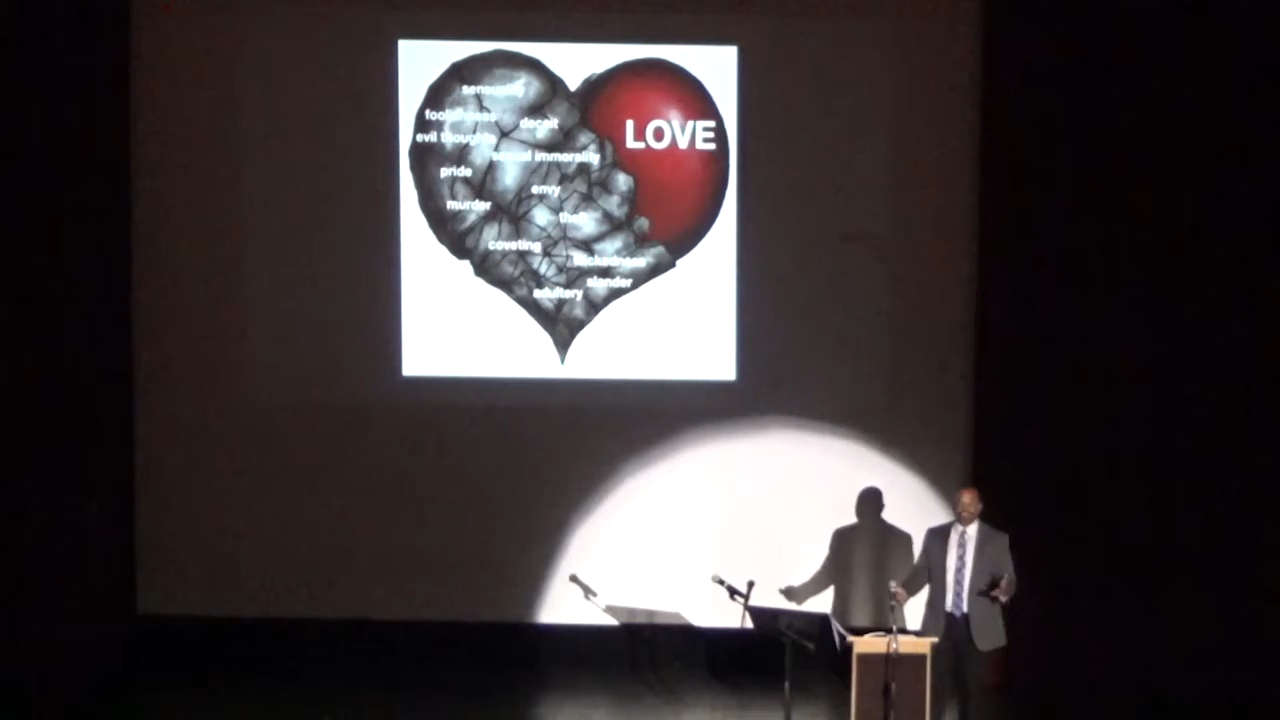 sensuality
foolishness
deceit
LOVE
evil thoughts
sexual immorality
pride
envy
murder
theft
coveting
wickedness
slander
adultery